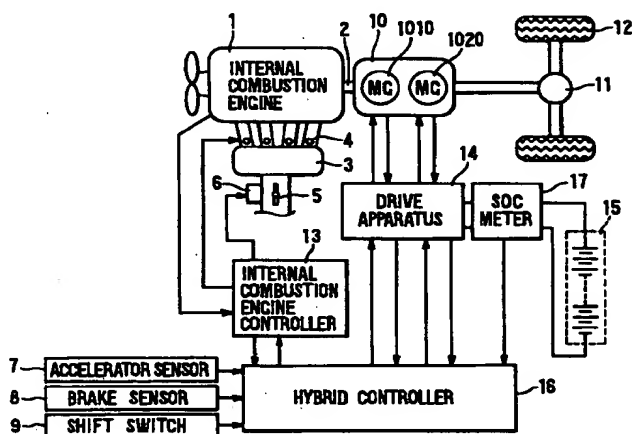 1
2
10
1010
1020
12
INTERNAL
COMBUSTION
ENGINE
MG
MG
11
4
3
14
17
6
5
DRIVE
APPARATUS
SOC
METER
15
13
INTERNAL
COMBUSTION
ENGINE
CONTROLLER
7
ACCELERATOR SENSOR
8
BRAKE SENSOR
9
SHIFT SWITCH
HYBRID CONTROLLER
16